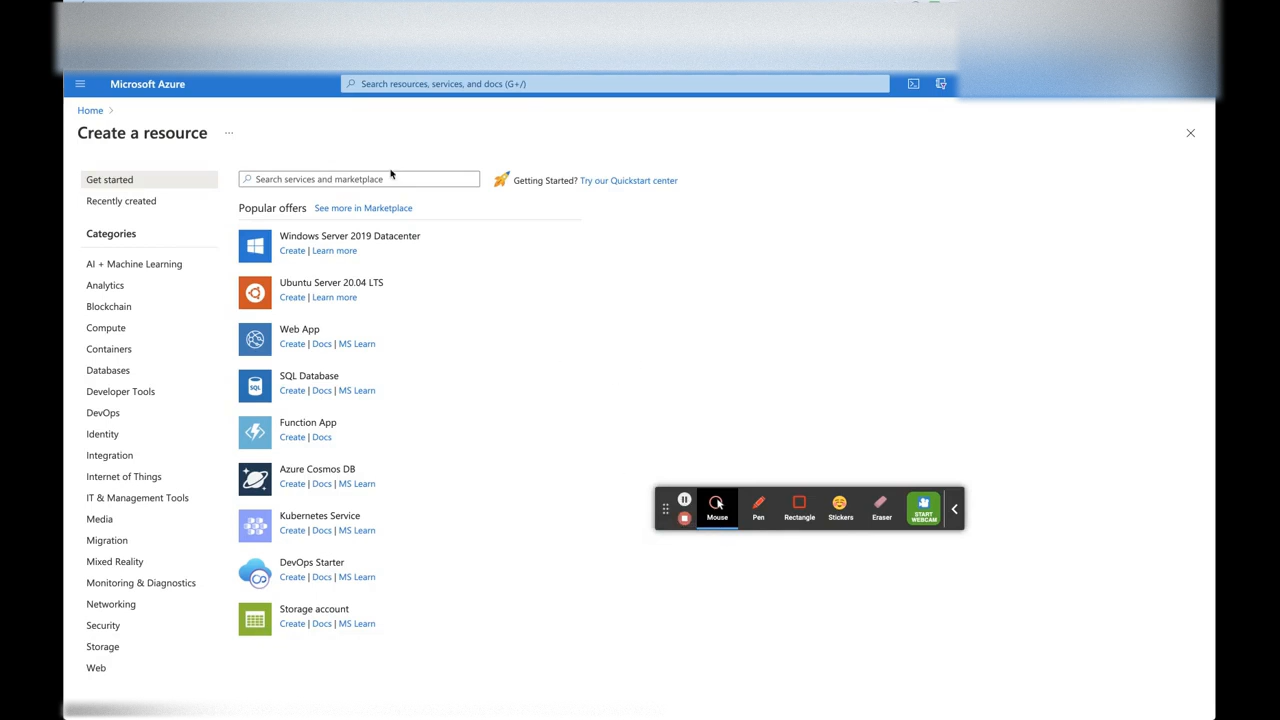 Microsoft Azure
Search resources, services, and docs (G+/)
Home
Create a resource
...
Get started
Recently created
Categories
AI + Machine Learning
Analytics
Blockchain
Compute
Containers
Databases
Developer Tools
DevOps
Identity
Integration
Internet of Things
IT & Management Tools
Media
Migration
Mixed Reality
Monitoring & Diagnostics
Networking
Security
Storage
Web
Search services and marketplace
Getting Started? Try our Quickstart center
Popular offers See more in Marketplace
Windows Server 2019 Datacenter
Create | Learn more
Ubuntu Server 20.04 LTS
Create | Learn more
Web App
Create | Docs | MS Learn
SQL Database
SQL
Create | Docs | MS Learn
Function App
Create | Docs
Azure Cosmos DB
Create | Docs | MS Learn
Kubernetes Service
Create | Docs | MS Learn
DevOps Starter
Create | Docs | MS Learn
Storage account
Create | Docs | MS Learn
Mouse
Pen
Rectangle
Stickers
Eraser
START
WEBCAM